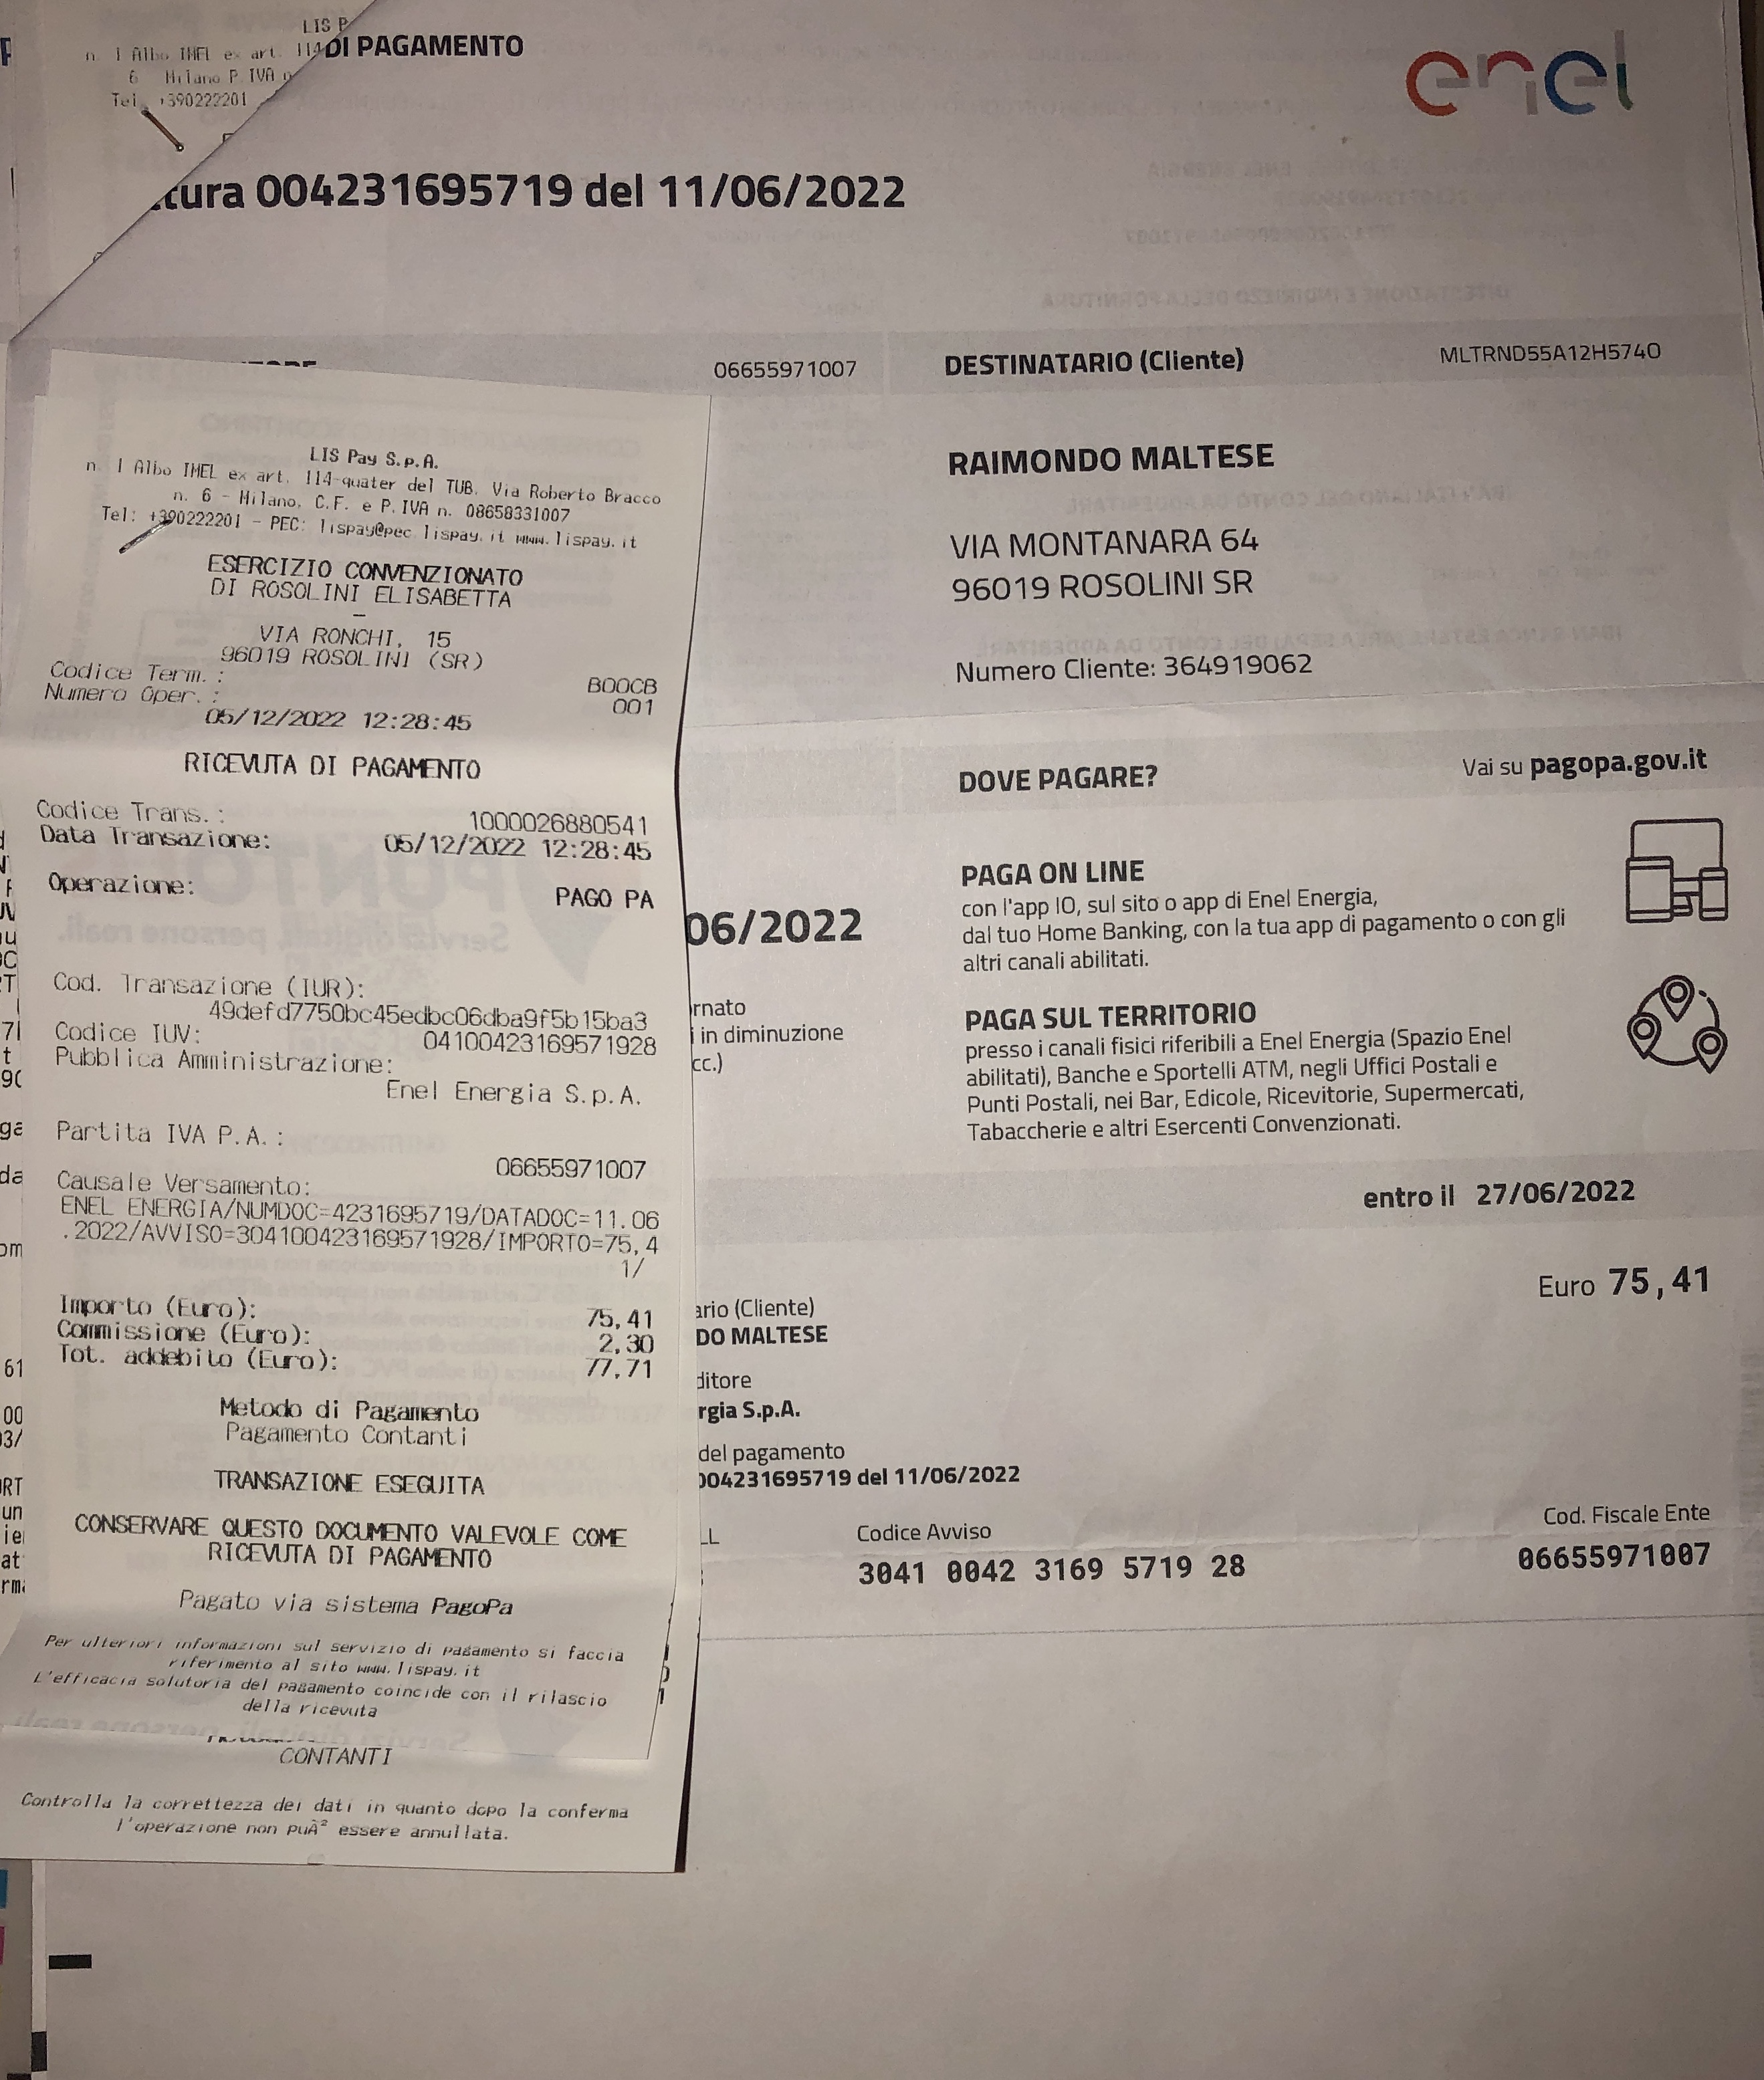 LIS P
n. 1 Albo IMEL ex art. 114
6 Milano P.IVA n
Tel. +390222201
DI PAGAMENTO
enel
tura 004231695719 del 11/06/2022
06655971007
DESTINATARIO (Cliente)
MLTRND55A12H574O
RAIMONDO MALTESE
VIA MONTANARA 64
96019 ROSOLINI SR
Numero Cliente: 364919062
LIS Pay S.p.A.
n. 1 Albo IMEL ex art. 114-quater del TUB. Via Roberto Bracco
n. 6 - Milano, C.F. e P.IVA n. 08658331007
Tel: +390222201 - PEC: lispay@pec.lispay.it www.lispay.it
ESERCIZIO CONVENZIONATO
DI ROSOLINI ELISABETTA
-
VIA RONCHI, 15
96019 ROSOLINI (SR)
Codice Term.: B00CB
Numero Oper.: 001
05/12/2022 12:28:45
RICEVUTA DI PAGAMENTO
Codice Trans.: 1000026880541
Data Transazione: 05/12/2022 12:28:45
Operazione: PAGO PA
Cod. Transazione (IUR):
49defd7750bc45edbc06dba9f5b15ba3
Codice IUV: 04100423169571928
Pubblica Amministrazione:
Enel Energia S.p.A.
Partita IVA P.A.:
06655971007
Causale Versamento:
ENEL ENERGIA/NUMDOC=4231695719/DATADOC=11.06
.2022/AVVISO=304100423169571928/IMPORTO=75,4
1/
Importo (Euro): 75,41
Commissione (Euro): 2,30
Tot. addebito (Euro): 77,71
Metodo di Pagamento
Pagamento Contanti
TRANSAZIONE ESEGUITA
CONSERVARE QUESTO DOCUMENTO VALEVOLE COME
RICEVUTA DI PAGAMENTO
Pagato via sistema PagoPa
Per ulteriori informazioni sul servizio di pagamento si faccia
riferimento al sito www.lispay.it
L'efficacia solutoria del pagamento coincide con il rilascio
della ricevuta
CONTANTI
Controlla la correttezza dei dati in quanto dopo la conferma
l'operazione non puÃ² essere annullata.
DOVE PAGARE?
Vai su pagopa.gov.it
PAGA ON LINE
con l'app IO, sul sito o app di Enel Energia,
dal tuo Home Banking, con la tua app di pagamento o con gli
altri canali abilitati.
PAGA SUL TERRITORIO
presso i canali fisici riferibili a Enel Energia (Spazio Enel
abilitati), Banche e Sportelli ATM, negli Uffici Postali e
Punti Postali, nei Bar, Edicole, Ricevitorie, Supermercati,
Tabaccherie e altri Esercenti Convenzionati.
06/2022
rnato
i in diminuzione
cc.)
entro il 27/06/2022
Euro 75,41
ario (Cliente)
DO MALTESE
ditore
rgia S.p.A.
del pagamento
004231695719 del 11/06/2022
LL
Codice Avviso
3041 0042 3169 5719 28
Cod. Fiscale Ente
06655971007